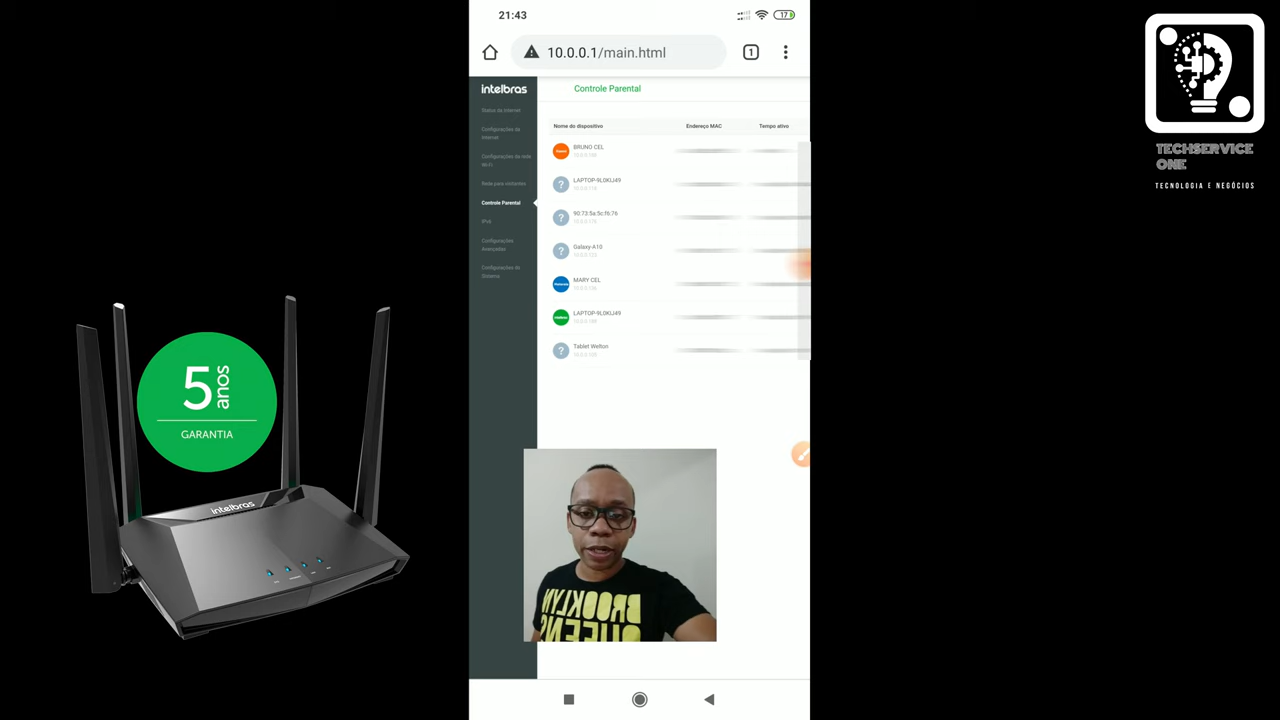 21:43
17
10.0.0.1/main.html
1
intelbras
Controle Parental
Status da internet
Configurações da
internet
Configurações da rede
Wi-Fi
Rede para visitantes
Controle Parental
IPv6
Configurações
Avançadas
Configurações do
Sistema
Nome do dispositivo
Endereço MAC
Tempo ativo
BRUNO CEL
LAPTOP-9L0KIJ49
90:73:5a:5c:f6:76
Galaxy-A10
MARY CEL
LAPTOP-9L0KIJ49
Tablet Welton
TECHSERVICE
ONE
TECNOLOGIA E NEGÓCIOS
5 anos
GARANTIA
intelbras
BROOKLYN
QUEENS